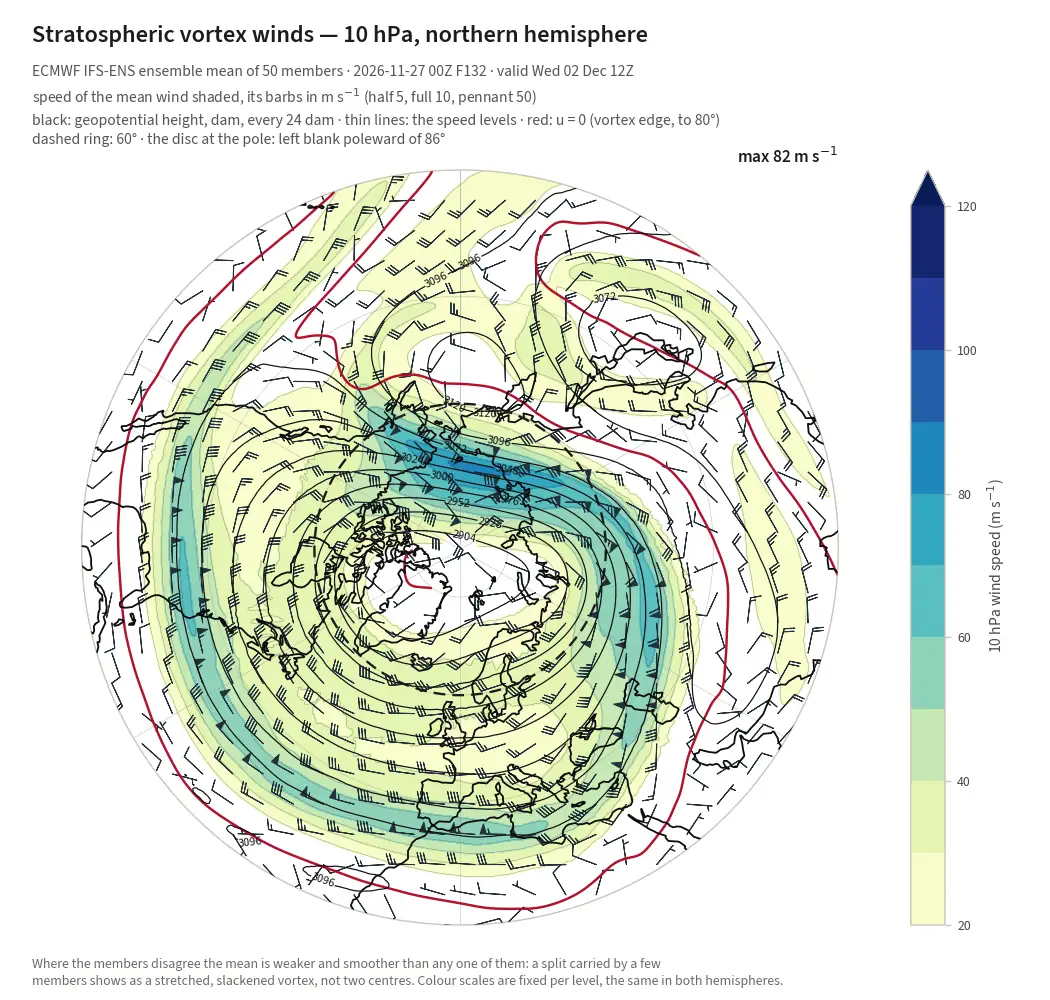 Stratospheric vortex winds — 10 hPa, northern hemisphere
ECMWF IFS-ENS ensemble mean of 50 members · 2026-11-27 00Z F132 · valid Wed 02 Dec 12Z
speed of the mean wind shaded, its barbs in m s⁻¹ (half 5, full 10, pennant 50)
black: geopotential height, dam, every 24 dam · thin lines: the speed levels · red: u = 0 (vortex edge, to 80°)
dashed ring: 60° · the disc at the pole: left blank poleward of 86°
max 82 m s⁻¹
120
100
80
60
40
20
10 hPa wind speed (m s⁻¹)
3096
3096
3072
3120
3120
3096
3000
2952
2928
2904
3096
3096
Where the members disagree the mean is weaker and smoother than any one of them: a split carried by a few
members shows as a stretched, slackened vortex, not two centres. Colour scales are fixed per level, the same in both hemispheres.